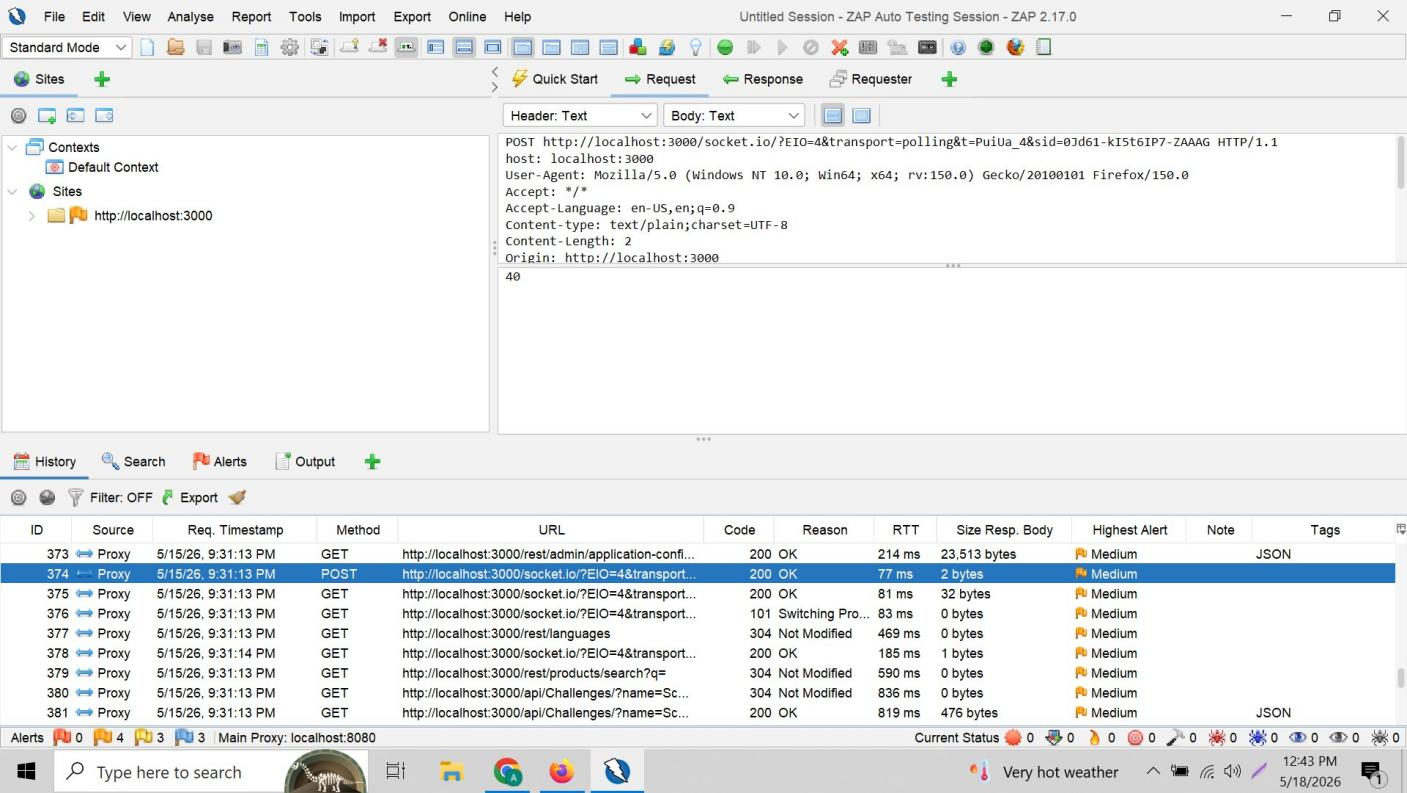 File Edit View Analyse Report Tools Import Export Online Help Untitled Session - ZAP Auto Testing Session - ZAP 2.17.0
Standard Mode
Sites Quick Start Request Response Requester
Header: Text Body: Text
Contexts
Default Context
Sites
http://localhost:3000
POST http://localhost:3000/socket.io/?EIO=4&transport=polling&t=PuiUa_4&sid=0Jd61-kI5t6IP7-ZAAAG HTTP/1.1
host: localhost:3000
User-Agent: Mozilla/5.0 (Windows NT 10.0; Win64; x64; rv:150.0) Gecko/20100101 Firefox/150.0
Accept: */*
Accept-Language: en-US,en;q=0.9
Content-type: text/plain;charset=UTF-8
Content-Length: 2
Origin: http://localhost:3000
40
History Search Alerts Output
Filter: OFF Export
ID Source Req. Timestamp Method URL Code Reason RTT Size Resp. Body Highest Alert Note Tags
373 Proxy 5/15/26, 9:31:13 PM GET http://localhost:3000/rest/admin/application-confi... 200 OK 214 ms 23,513 bytes Medium JSON
374 Proxy 5/15/26, 9:31:13 PM POST http://localhost:3000/socket.io/?EIO=4&transport... 200 OK 77 ms 2 bytes Medium
375 Proxy 5/15/26, 9:31:13 PM GET http://localhost:3000/socket.io/?EIO=4&transport... 200 OK 81 ms 32 bytes Medium
376 Proxy 5/15/26, 9:31:13 PM GET http://localhost:3000/socket.io/?EIO=4&transport... 101 Switching Pro... 83 ms 0 bytes Medium
377 Proxy 5/15/26, 9:31:13 PM GET http://localhost:3000/rest/languages 304 Not Modified 469 ms 0 bytes Medium
378 Proxy 5/15/26, 9:31:14 PM GET http://localhost:3000/socket.io/?EIO=4&transport... 200 OK 185 ms 1 bytes Medium
379 Proxy 5/15/26, 9:31:13 PM GET http://localhost:3000/rest/products/search?q= 304 Not Modified 590 ms 0 bytes Medium
380 Proxy 5/15/26, 9:31:13 PM GET http://localhost:3000/api/Challenges/?name=Sc... 304 Not Modified 836 ms 0 bytes Medium
381 Proxy 5/15/26, 9:31:13 PM GET http://localhost:3000/api/Challenges/?name=Sc... 200 OK 819 ms 476 bytes Medium JSON
Alerts 0 4 3 3 Main Proxy: localhost:8080 Current Status 0 0 0 0 0 0 0 0 0 0
Type here to search Very hot weather 12:43 PM
5/18/2026 1